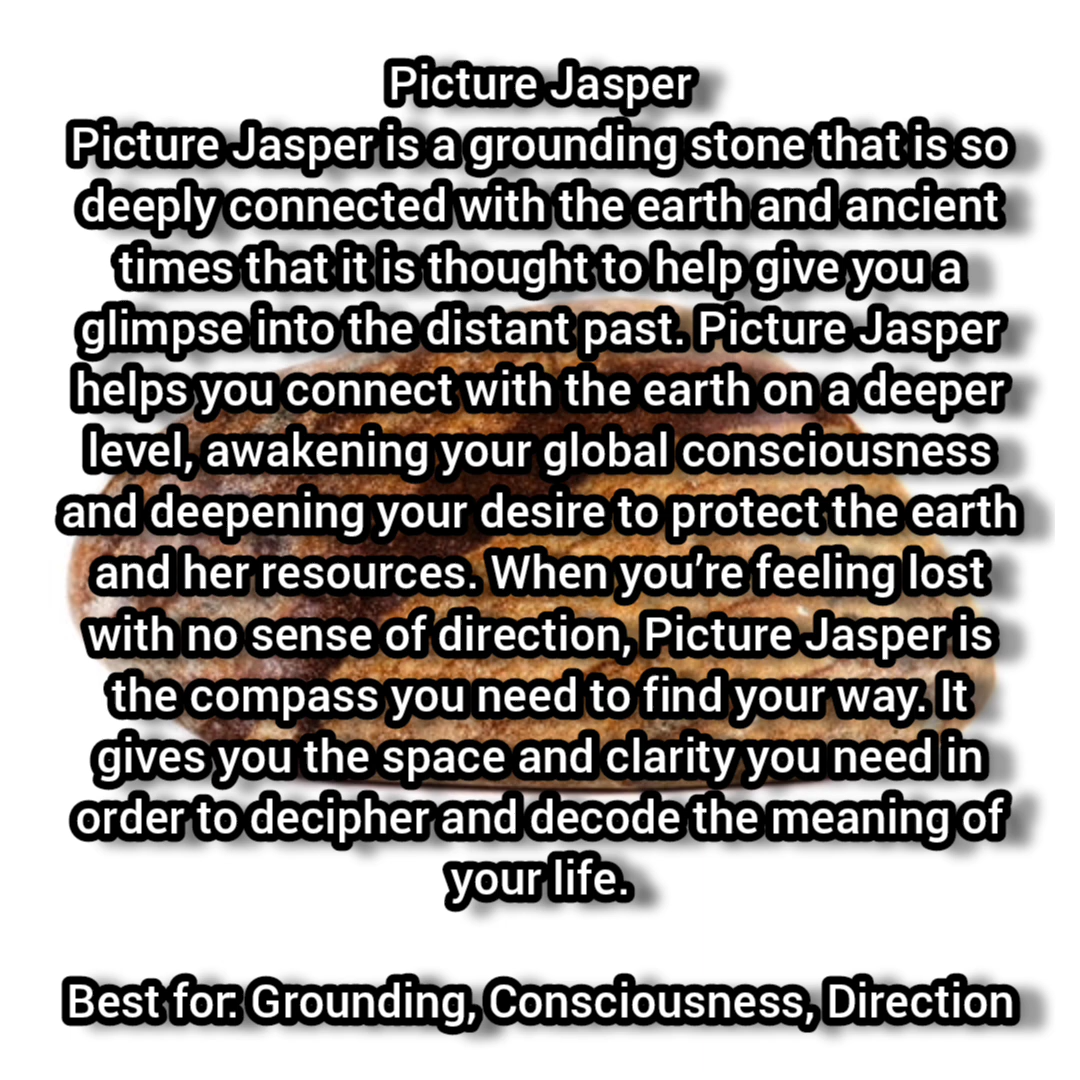 Picture Jasper
Picture Jasper is a grounding stone that is so
deeply connected with the earth and ancient
times that it is thought to help give you a
glimpse into the distant past. Picture Jasper
helps you connect with the earth on a deeper
level, awakening your global consciousness
and deepening your desire to protect the earth
and her resources. When you’re feeling lost
with no sense of direction, Picture Jasper is
the compass you need to find your way. It
gives you the space and clarity you need in
order to decipher and decode the meaning of
your life.
Best for: Grounding, Consciousness, Direction